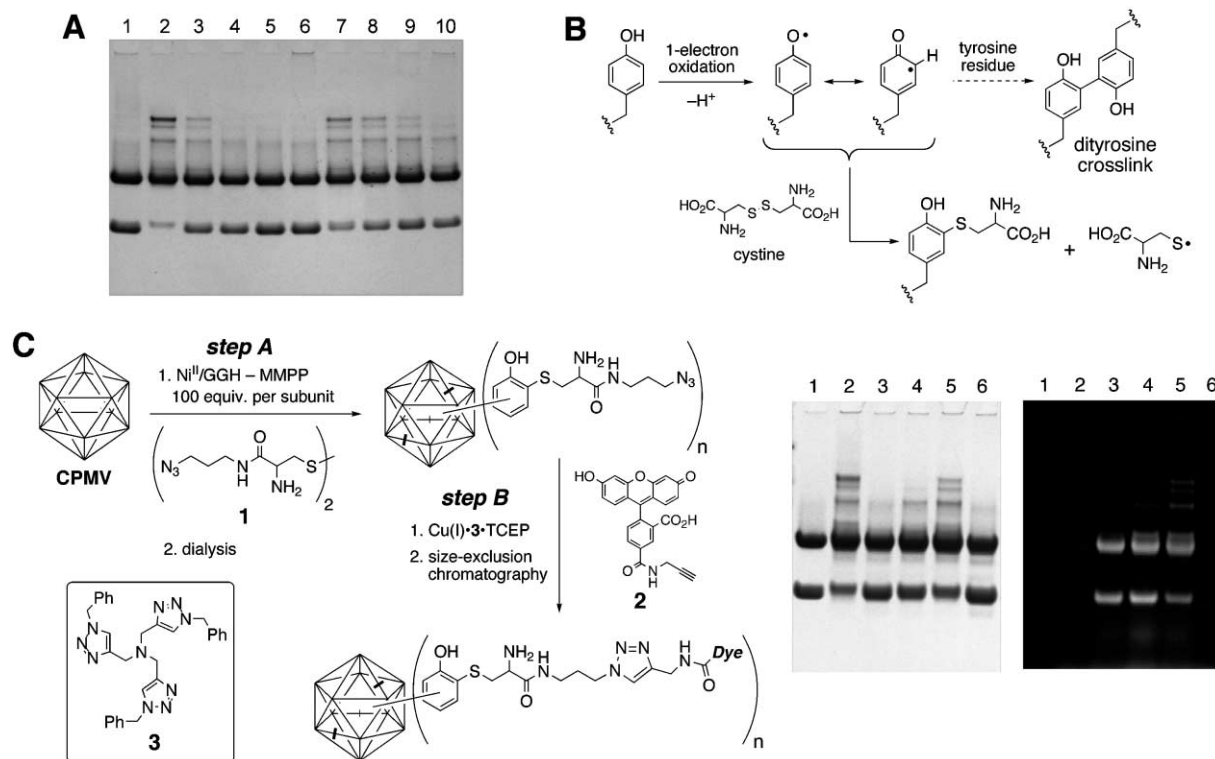 A
1 2 3 4 5 6 7 8 9 10
B
OH
1-electron
oxidation
–H+
O•
O
H
•
tyrosine
residue
OH
OH
dityrosine
crosslink
HO2C
S
S
NH2
NH2
CO2H
cystine
OH
S
NH2
CO2H
+
HO2C
S•
NH2
C
CPMV
step A
1. NiII/GGH – MMPP
100 equiv. per subunit
N3
N
H
O
S
NH2
2
1
2. dialysis
OH
S
NH2
H
N
O
N3
n
step B
1. Cu(I)•3•TCEP
2. size-exclusion
chromatography
HO
O
O
CO2H
O
N
H
2
Ph
N
N
N
N
N
N
Ph
N
N
N
N
Ph
3
OH
S
NH2
O
H
N
N
N
N
H
N
Dye
O
n
1 2 3 4 5 6
1 2 3 4 5 6